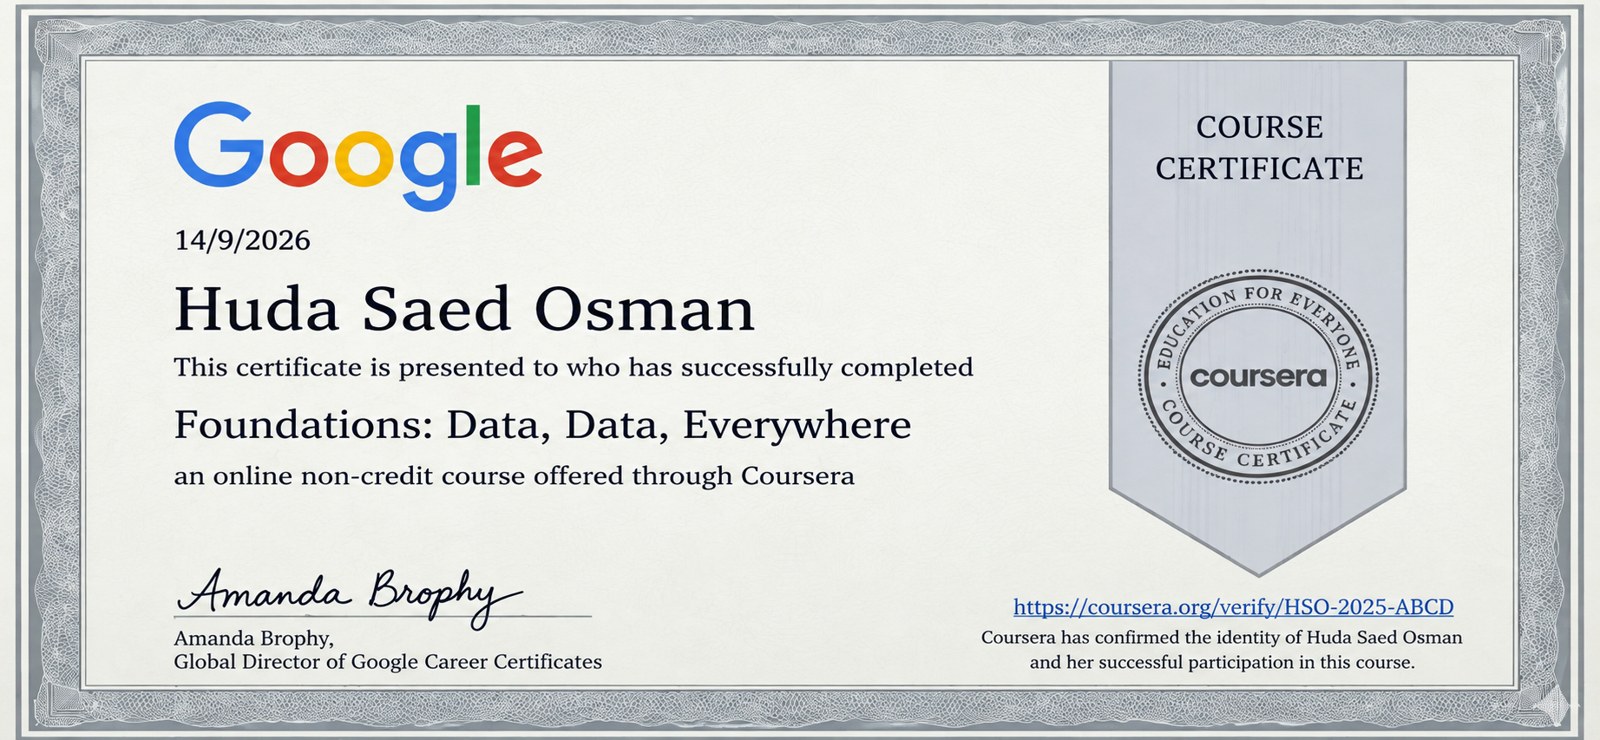 Google
14/9/2026
Huda Saed Osman
This certificate is presented to who has successfully completed
Foundations: Data, Data, Everywhere
an online non-credit course offered through Coursera
Amanda Brophy
Amanda Brophy,
Global Director of Google Career Certificates
COURSE
CERTIFICATE
EDUCATION FOR EVERYONE
coursera
COURSE CERTIFICATE
https://coursera.org/verify/HSO-2025-ABCD
Coursera has confirmed the identity of Huda Saed Osman
and her successful participation in this course.